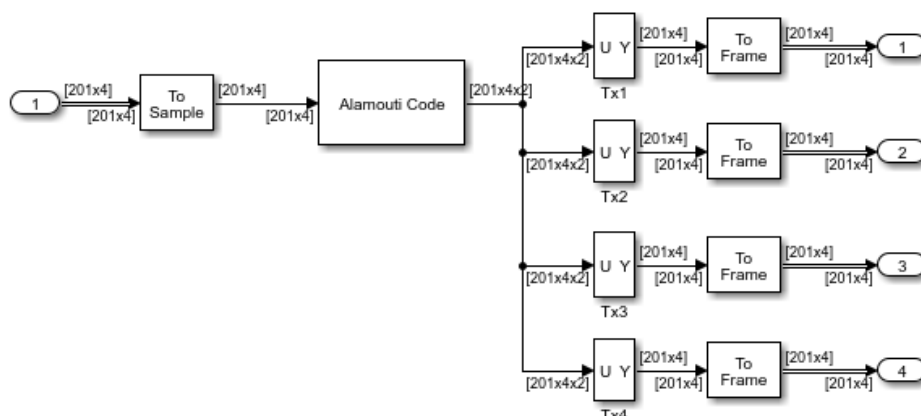 1
[201x4]
[201x4]
To
Sample
[201x4]
[201x4]
Alamouti Code
[201x4x2]
[201x4x2]
U Y
Tx1
[201x4]
[201x4]
To
Frame
[201x4]
[201x4]
1
[201x4x2]
U Y
Tx2
[201x4]
[201x4]
To
Frame
[201x4]
[201x4]
2
[201x4x2]
U Y
Tx3
[201x4]
[201x4]
To
Frame
[201x4]
[201x4]
3
[201x4x2]
U Y
Tx4
[201x4]
[201x4]
To
Frame
[201x4]
[201x4]
4